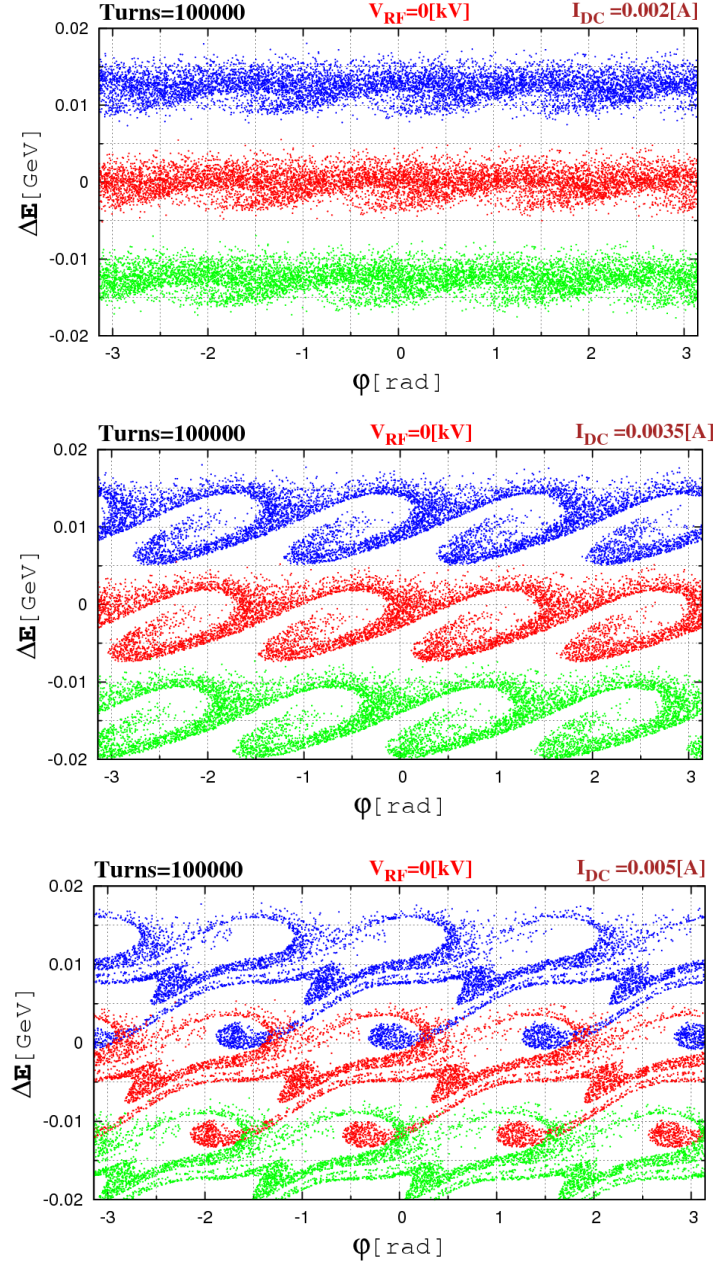 Turns=100000 V_RF=0[kV] I_DC =0.002[A]
0.02
0.01
0
-0.01
-0.02
ΔE[GeV]
-3 -2 -1 0 1 2 3
φ[rad]
Turns=100000 V_RF=0[kV] I_DC =0.0035[A]
0.02
0.01
0
-0.01
-0.02
ΔE[GeV]
-3 -2 -1 0 1 2 3
φ[rad]
Turns=100000 V_RF=0[kV] I_DC =0.005[A]
0.02
0.01
0
-0.01
-0.02
ΔE[GeV]
-3 -2 -1 0 1 2 3
φ[rad]